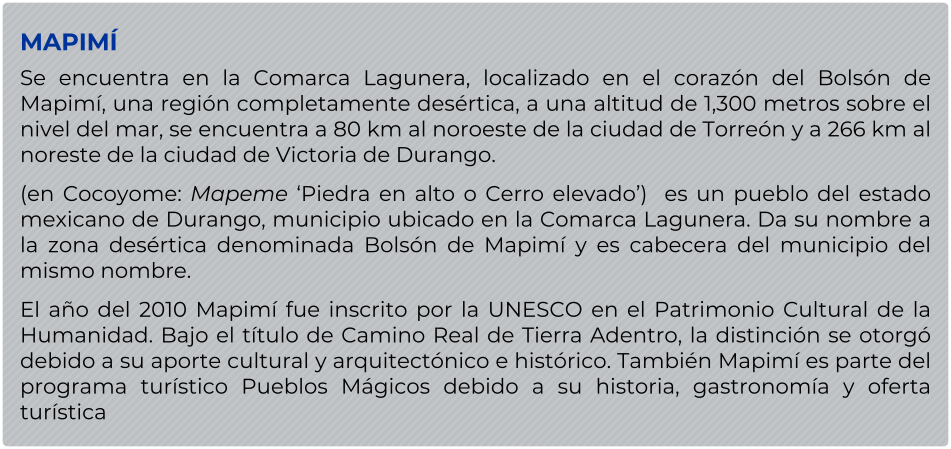 MAPIMÍ
Se encuentra en la Comarca Lagunera, localizado en el corazón del Bolsón de
Mapimí, una región completamente desértica, a una altitud de 1,300 metros sobre el
nivel del mar, se encuentra a 80 km al noroeste de la ciudad de Torreón y a 266 km al
noreste de la ciudad de Victoria de Durango.
(en Cocoyome: Mapeme ‘Piedra en alto o Cerro elevado’)  es un pueblo del estado
mexicano de Durango, municipio ubicado en la Comarca Lagunera. Da su nombre a
la zona desértica denominada Bolsón de Mapimí y es cabecera del municipio del
mismo nombre.
El año del 2010 Mapimí fue inscrito por la UNESCO en el Patrimonio Cultural de la
Humanidad. Bajo el título de Camino Real de Tierra Adentro, la distinción se otorgó
debido a su aporte cultural y arquitectónico e histórico. También Mapimí es parte del
programa turístico Pueblos Mágicos debido a su historia, gastronomía y oferta
turística